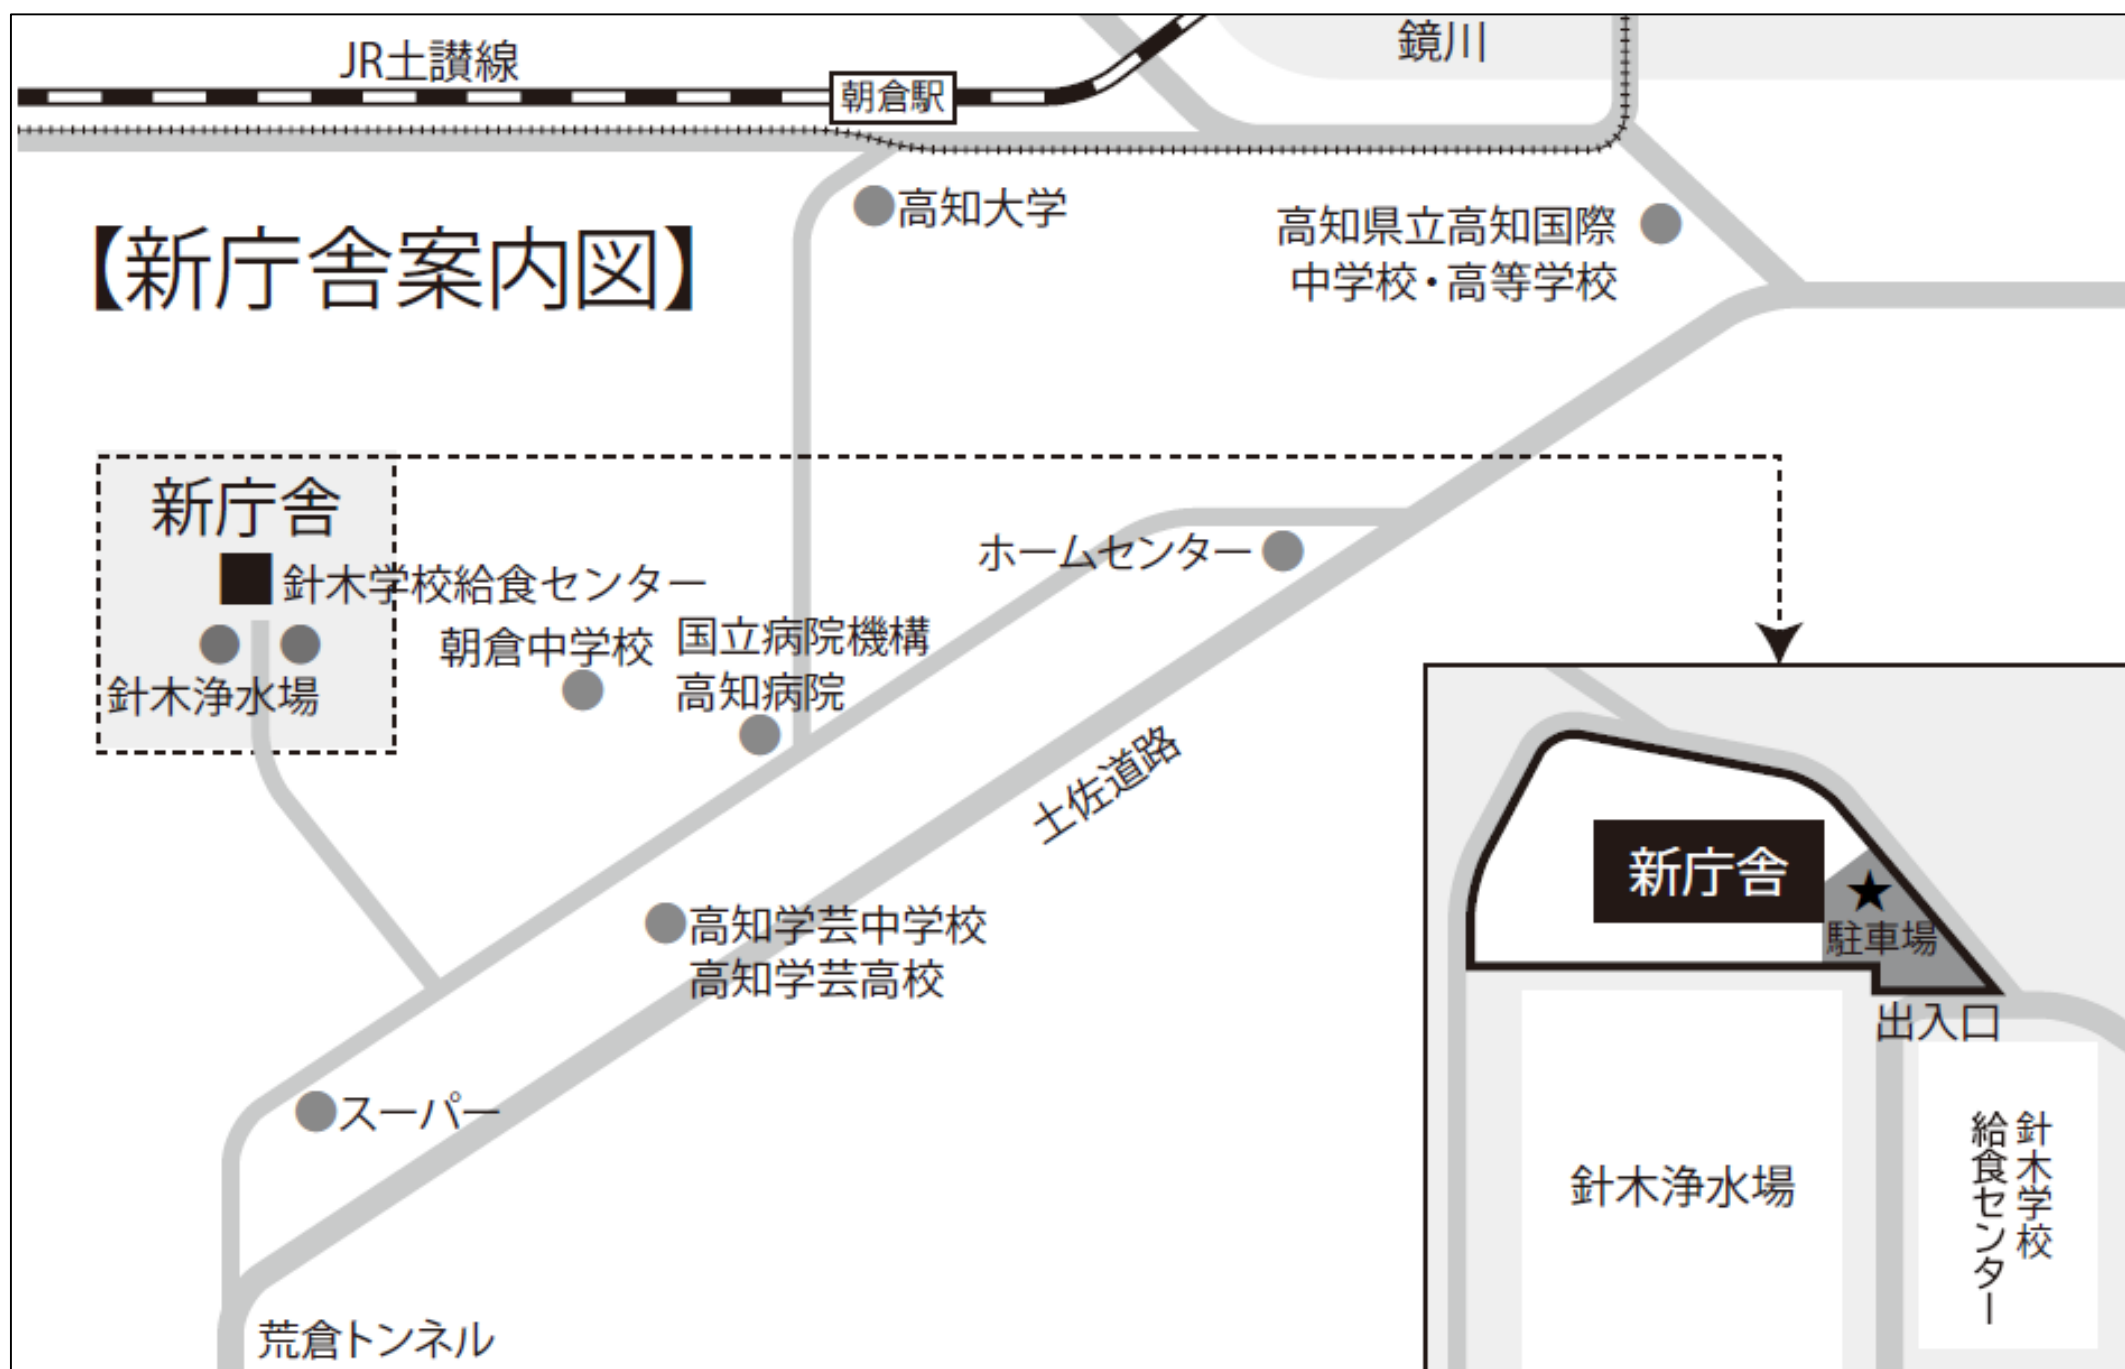 JR土讃線
朝倉駅
鏡川
高知大学
高知県立高知国際
中学校・高等学校
【新庁舎案内図】
新庁舎
針木学校給食センター
針木浄水場
朝倉中学校
国立病院機構
高知病院
ホームセンター
土佐道路
高知学芸中学校
高知学芸高校
スーパー
荒倉トンネル
新庁舎
★
駐車場
出入口
針木浄水場
針木学校
給食センター